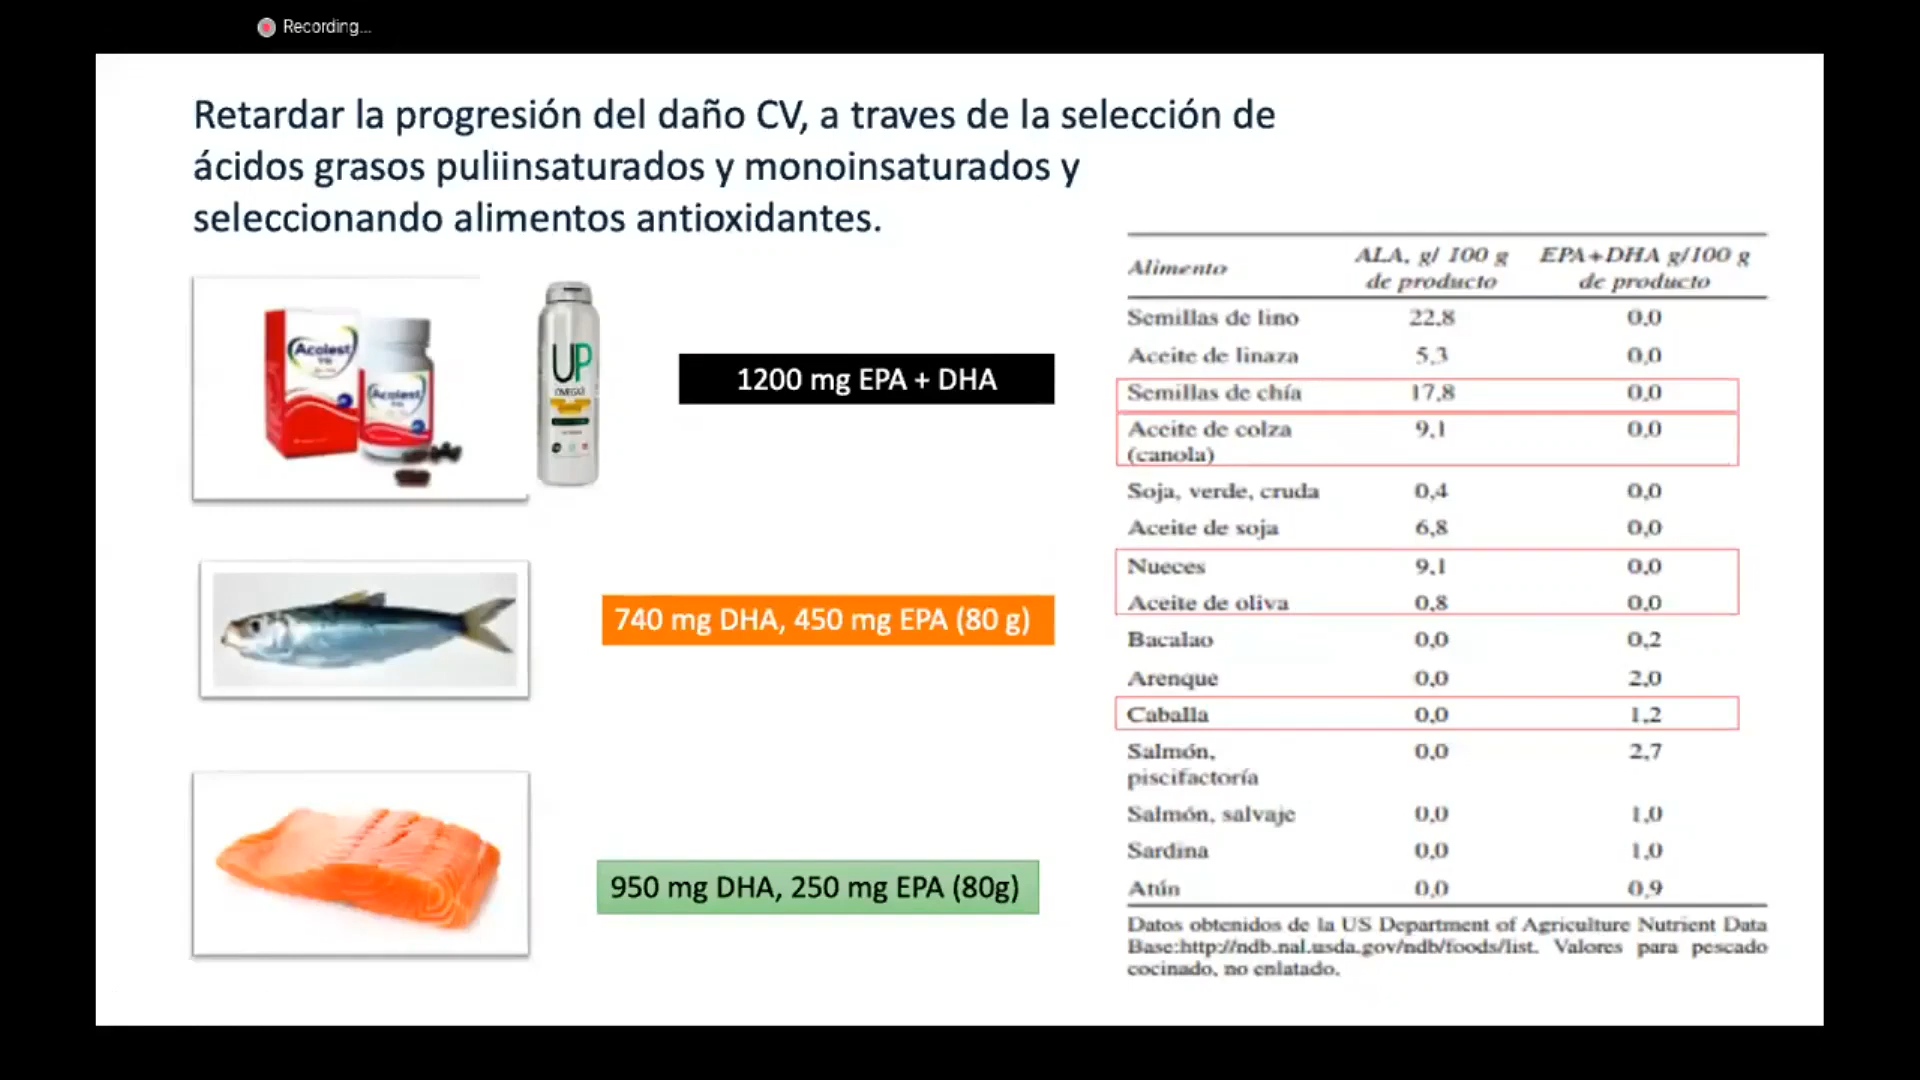 Recording...
Retardar la progresión del daño CV, a traves de la selección de
ácidos grasos puliinsaturados y monoinsaturados y
seleccionando alimentos antioxidantes.
Acolest
Acolest
UP
OMEGA
1200 mg EPA + DHA
740 mg DHA, 450 mg EPA (80 g)
950 mg DHA, 250 mg EPA (80g)
Alimento ALA, g/ 100 g de producto EPA+DHA g/100 g de producto
Semillas de lino 22,8 0,0
Aceite de linaza 5,3 0,0
Semillas de chía 17,8 0,0
Aceite de colza (canola) 9,1 0,0
Soja, verde, cruda 0,4 0,0
Aceite de soja 6,8 0,0
Nueces 9,1 0,0
Aceite de oliva 0,8 0,0
Bacalao 0,0 0,2
Arenque 0,0 2,0
Caballa 0,0 1,2
Salmón, piscifactoría 0,0 2,7
Salmón, salvaje 0,0 1,0
Sardina 0,0 1,0
Atún 0,0 0,9
Datos obtenidos de la US Department of Agriculture Nutrient Data
Base:http://ndb.nal.usda.gov/ndb/foods/list. Valores para pescado
cocinado, no enlatado.